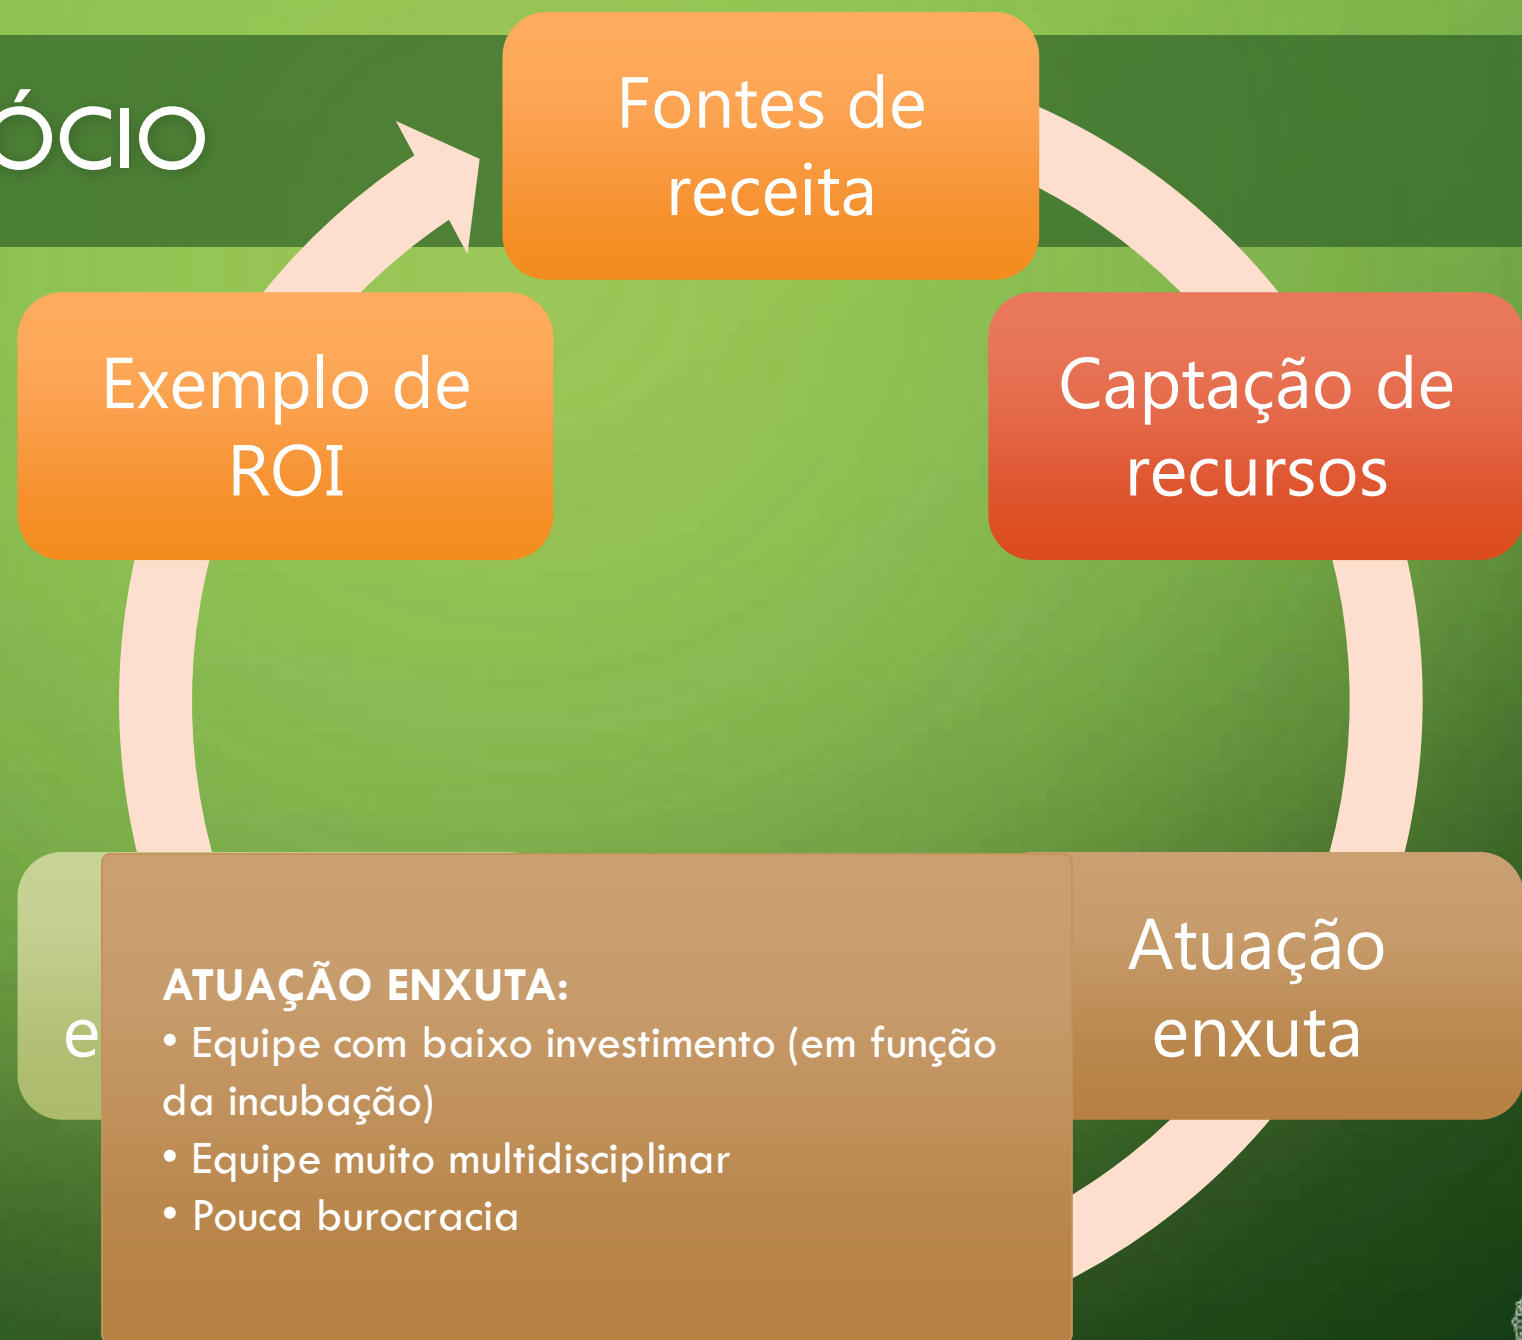 ÓCIO
Fontes de
receita
Exemplo de
ROI
Captação de
recursos
Atuação
enxuta
e
ATUAÇÃO ENXUTA:
• Equipe com baixo investimento (em função
da incubação)
• Equipe muito multidisciplinar
• Pouca burocracia